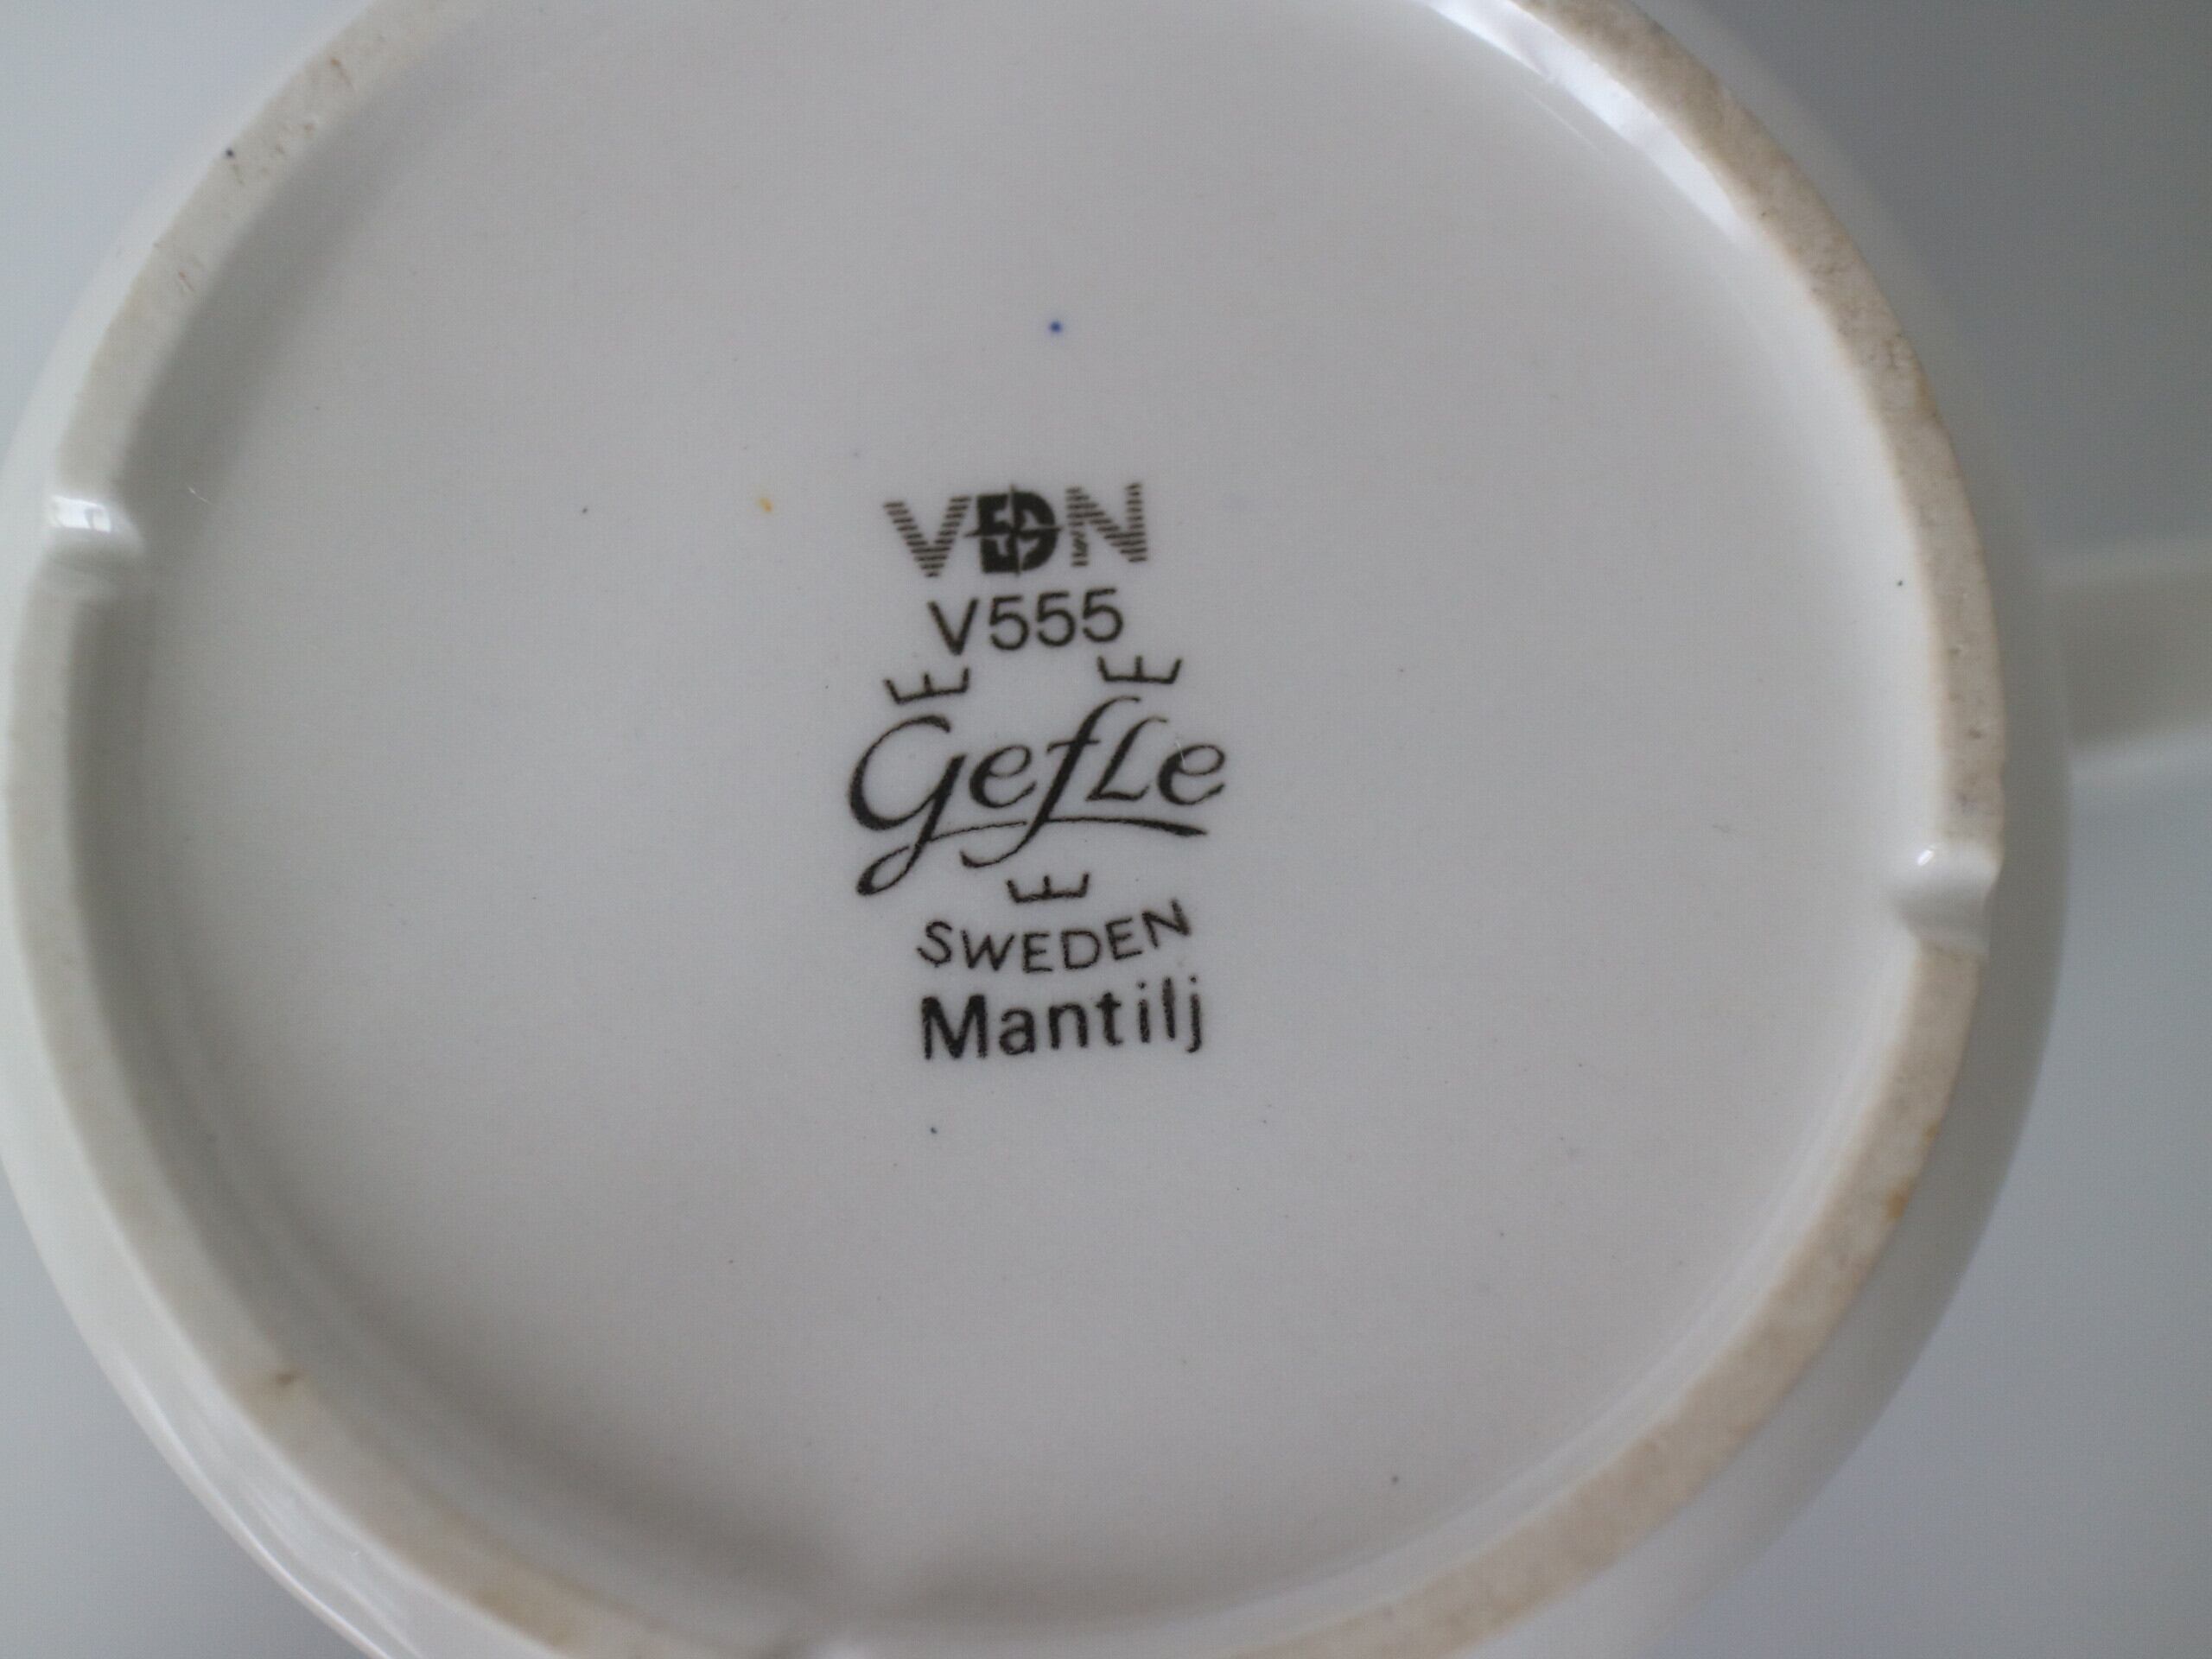 VDN
V555
Gefle
SWEDEN
Mantilj